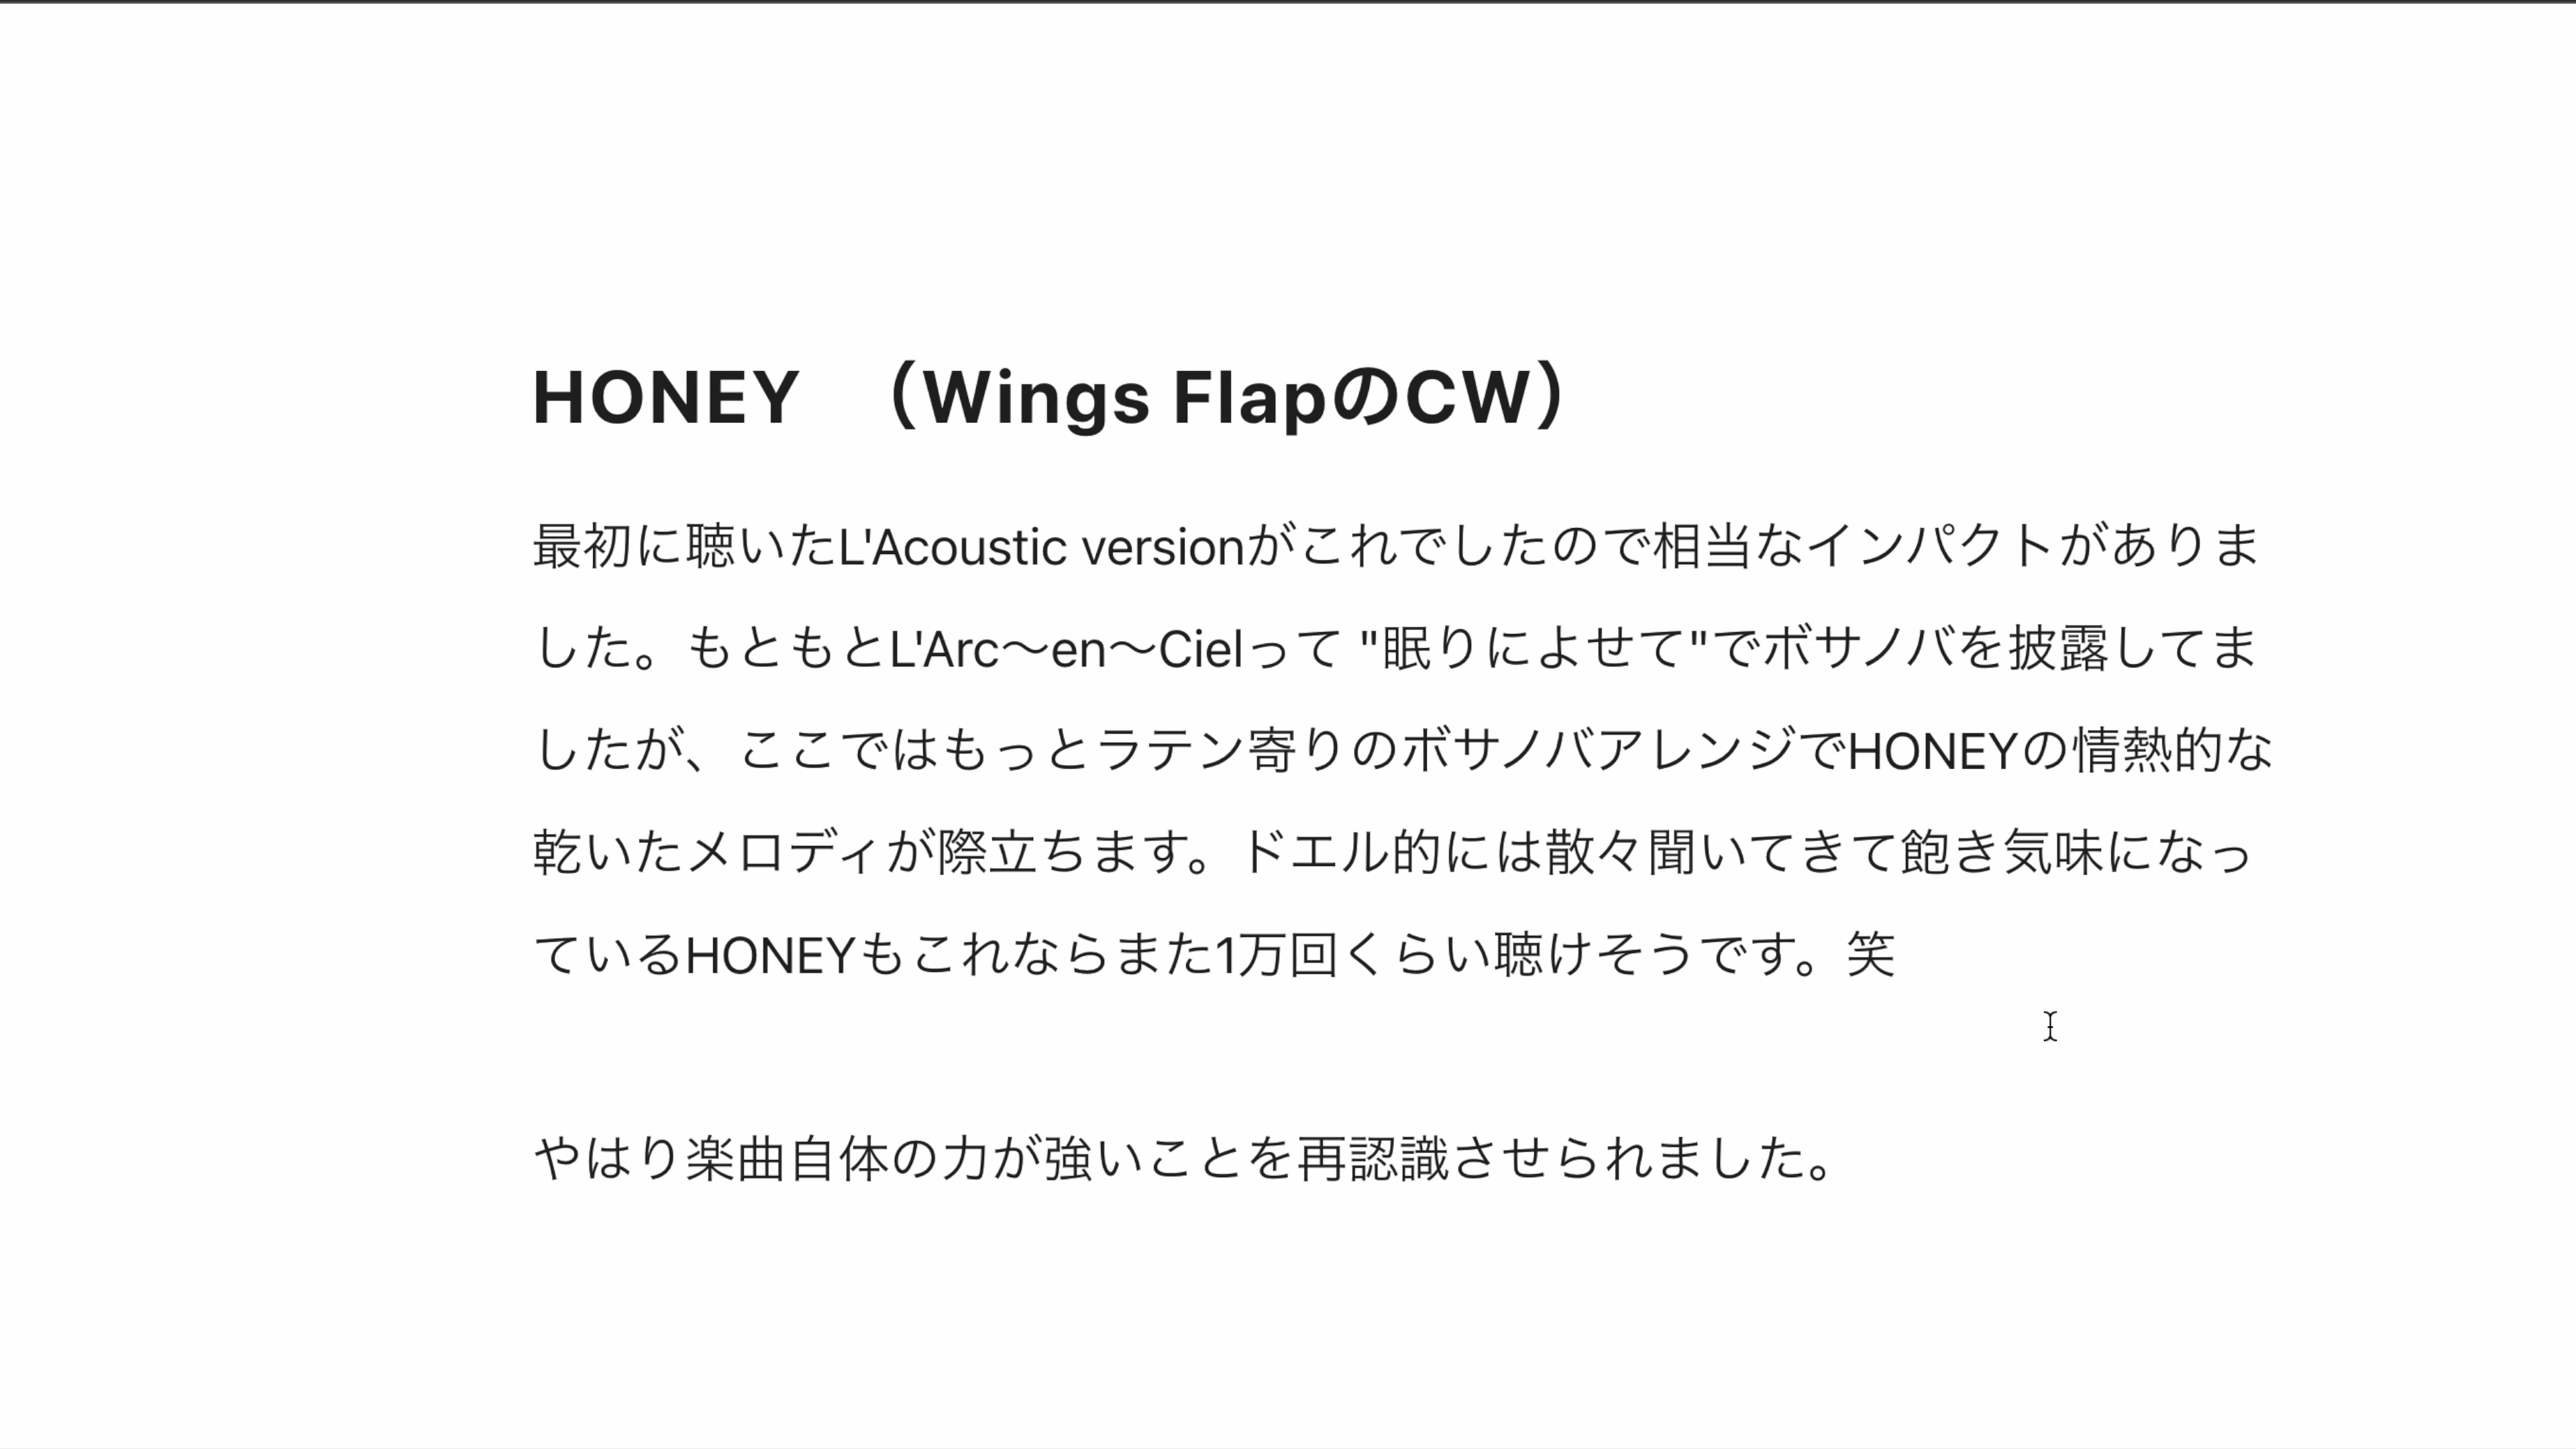 HONEY　（Wings FlapのCW）
最初に聴いたL'Acoustic versionがこれでしたので相当なインパクトがありま
した。もともとL'Arc〜en〜Cielって "眠りによせて"でボサノバを披露してま
したが、ここではもっとラテン寄りのボサノバアレンジでHONEYの情熱的な
乾いたメロディが際立ちます。ドエル的には散々聞いてきて飽き気味になっ
ているHONEYもこれならまた1万回くらい聴けそうです。笑
やはり楽曲自体の力が強いことを再認識させられました。